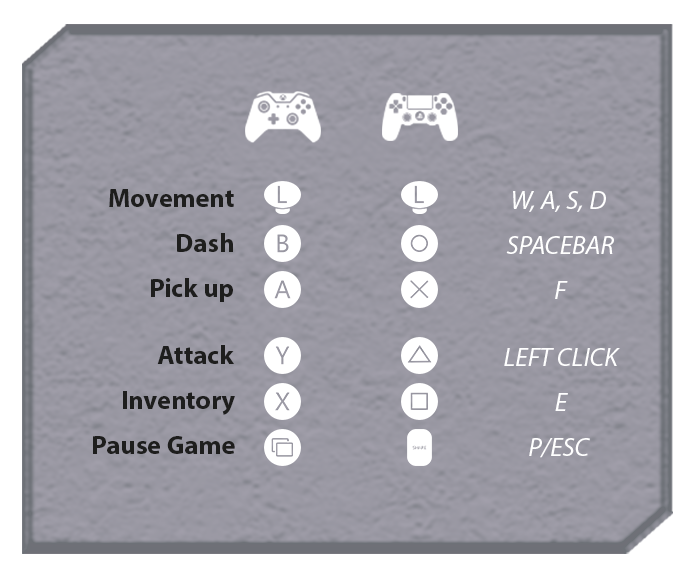 Movement L L W, A, S, D
Dash B SPACEBAR
Pick up A F
Attack Y LEFT CLICK
Inventory X E
Pause Game P/ESC